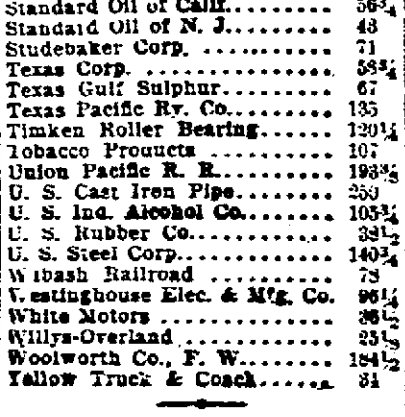 Standard Oil of Calif......... 56¾
Standard Oil of N. J......... 43
Studebaker Corp. .......... 71
Texas Corp. ............... 58¾
Texas Gulf Sulphur........ 67
Texas Pacific Ry. Co........ 135
Timken Roller Bearing...... 120¼
Tobacco Products .......... 107
Union Pacific R. R......... 193⅜
U. S. Cast Iron Pipe........ 250
U. S. Ind. Alcohol Co....... 105¾
U. S. Rubber Co........... 38½
U. S. Steel Corp........... 140¾
Wabash Railroad .......... 78
Westinghouse Elec. & Mfg. Co. 96¼
White Motors ............. 36½
Willys-Overland ........... 25½
Woolworth Co., F. W....... 184½
Yellow Truck & Coach...... 31